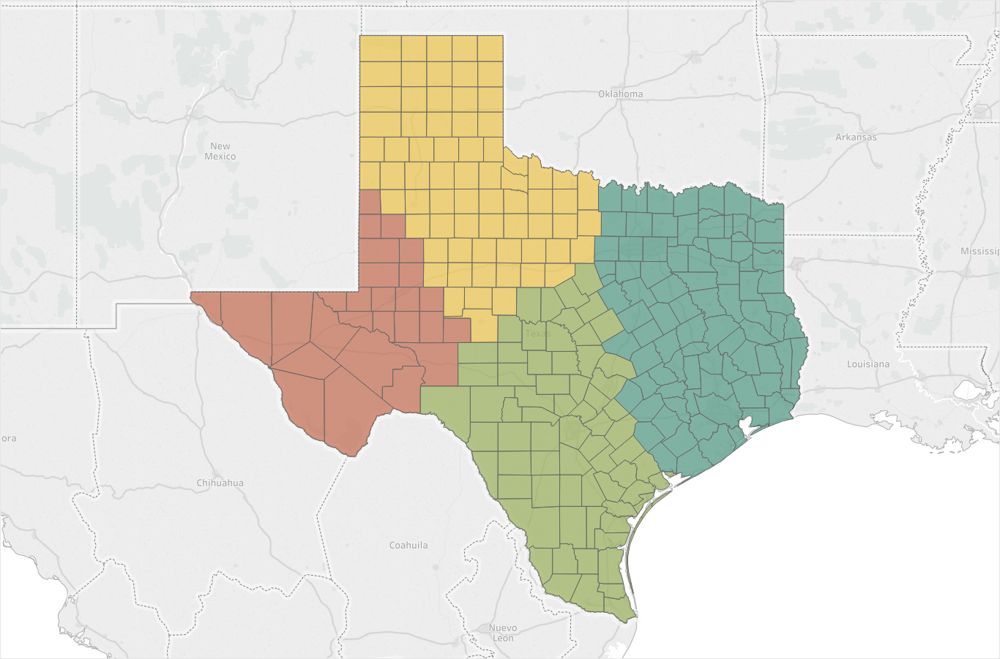 Oklahoma
Arkansas
New
Mexico
Mississip
Texas
Louisiana
ora
Chihuahua
Coahuila
Nuevo
León